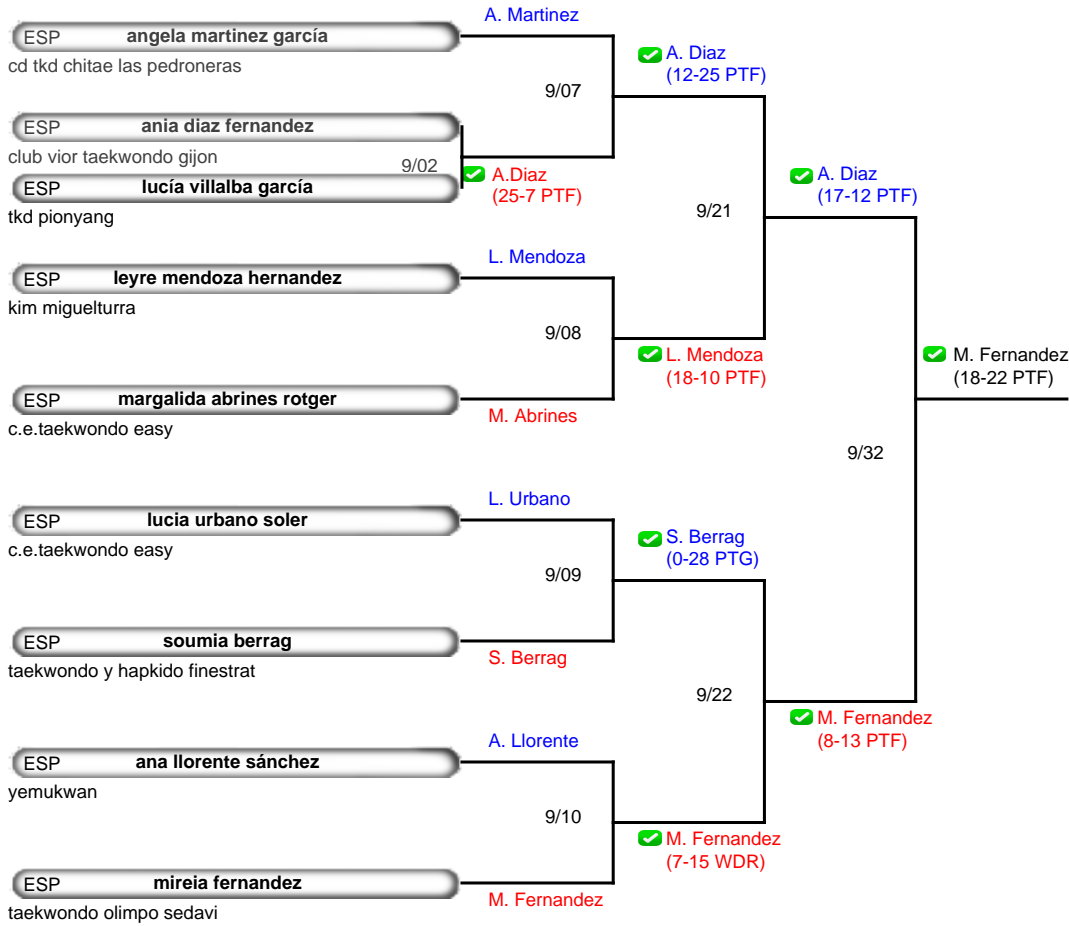 A. Martinez
ESP angela martinez garcía
cd tkd chitae las pedroneras
A. Diaz
(12-25 PTF)
9/07
ESP ania diaz fernandez
club vior taekwondo gijon
9/02
A.Diaz
(25-7 PTF)
ESP lucía villalba garcía
tkd pionyang
A. Diaz
(17-12 PTF)
9/21
L. Mendoza
ESP leyre mendoza hernandez
kim miguelturra
9/08
L. Mendoza
(18-10 PTF)
M. Fernandez
(18-22 PTF)
ESP margalida abrines rotger
c.e.taekwondo easy
M. Abrines
9/32
L. Urbano
ESP lucia urbano soler
c.e.taekwondo easy
S. Berrag
(0-28 PTG)
9/09
ESP soumia berrag
taekwondo y hapkido finestrat
S. Berrag
9/22
M. Fernandez
(8-13 PTF)
A. Llorente
ESP ana llorente sánchez
yemukwan
9/10
M. Fernandez
(7-15 WDR)
ESP mireia fernandez
taekwondo olimpo sedavi
M. Fernandez